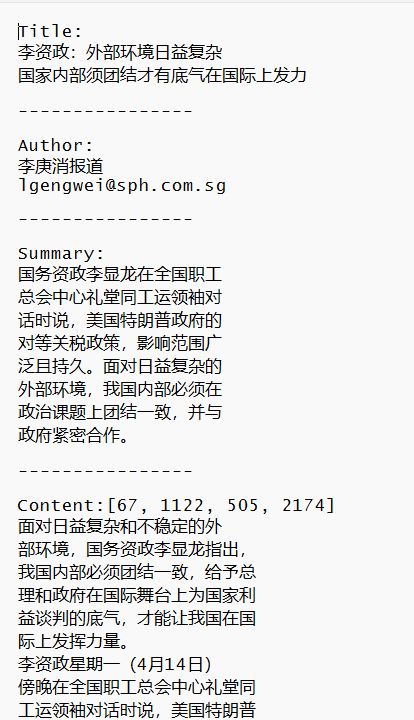 Title:
李资政：外部环境日益复杂
国家内部须团结才有底气在国际上发力
----------------
Author:
李庚消报道
lgengwei@sph.com.sg
----------------
Summary:
国务资政李显龙在全国职工
总会中心礼堂同工运领袖对
话时说，美国特朗普政府的
对等关税政策，影响范围广
泛且持久。面对日益复杂的
外部环境，我国内部必须在
政治课题上团结一致，并与
政府紧密合作。
----------------
Content:[67, 1122, 505, 2174]
面对日益复杂和不稳定的外
部环境，国务资政李显龙指出，
我国内部必须团结一致，给予总
理和政府在国际舞台上为国家利
益谈判的底气，才能让我国在国
际上发挥力量。
李资政星期一（4月14日）
傍晚在全国职工总会中心礼堂同
工运领袖对话时说，美国特朗普